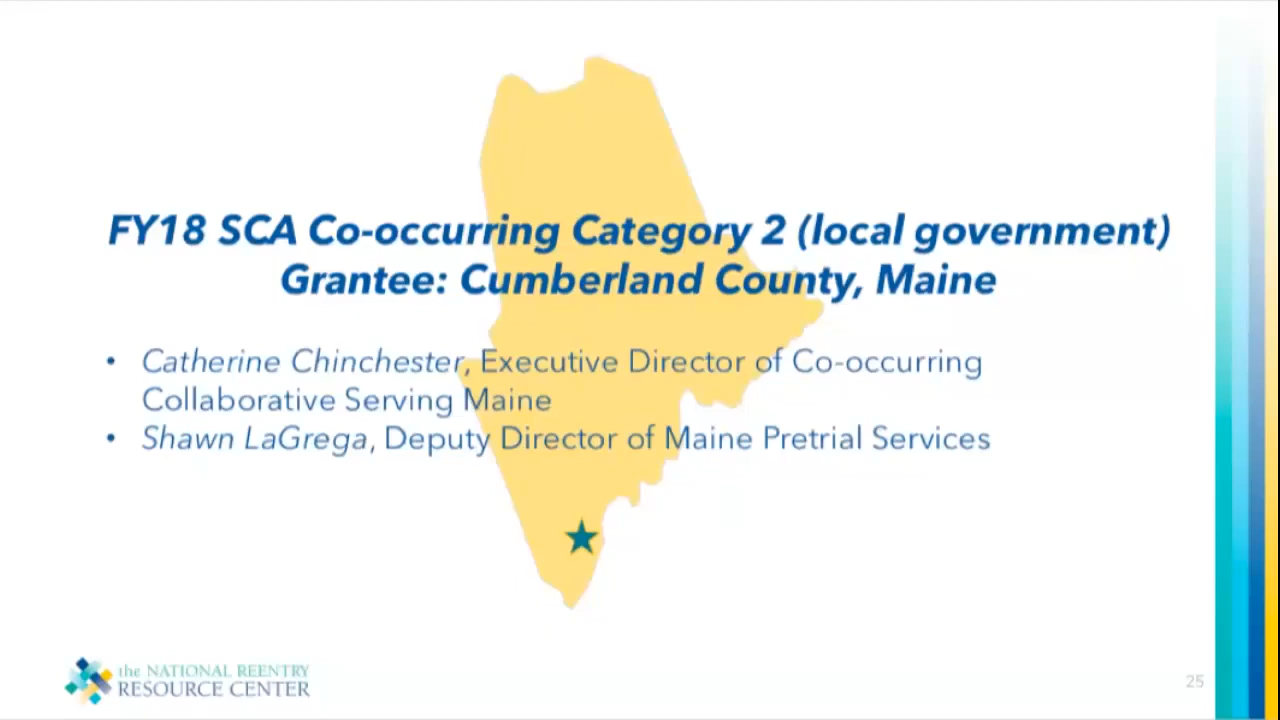 FY18 SCA Co-occurring Category 2 (local government)
Grantee: Cumberland County, Maine
• Catherine Chinchester, Executive Director of Co-occurring
Collaborative Serving Maine
• Shawn LaGrega, Deputy Director of Maine Pretrial Services
the NATIONAL REENTRY
RESOURCE CENTER
25